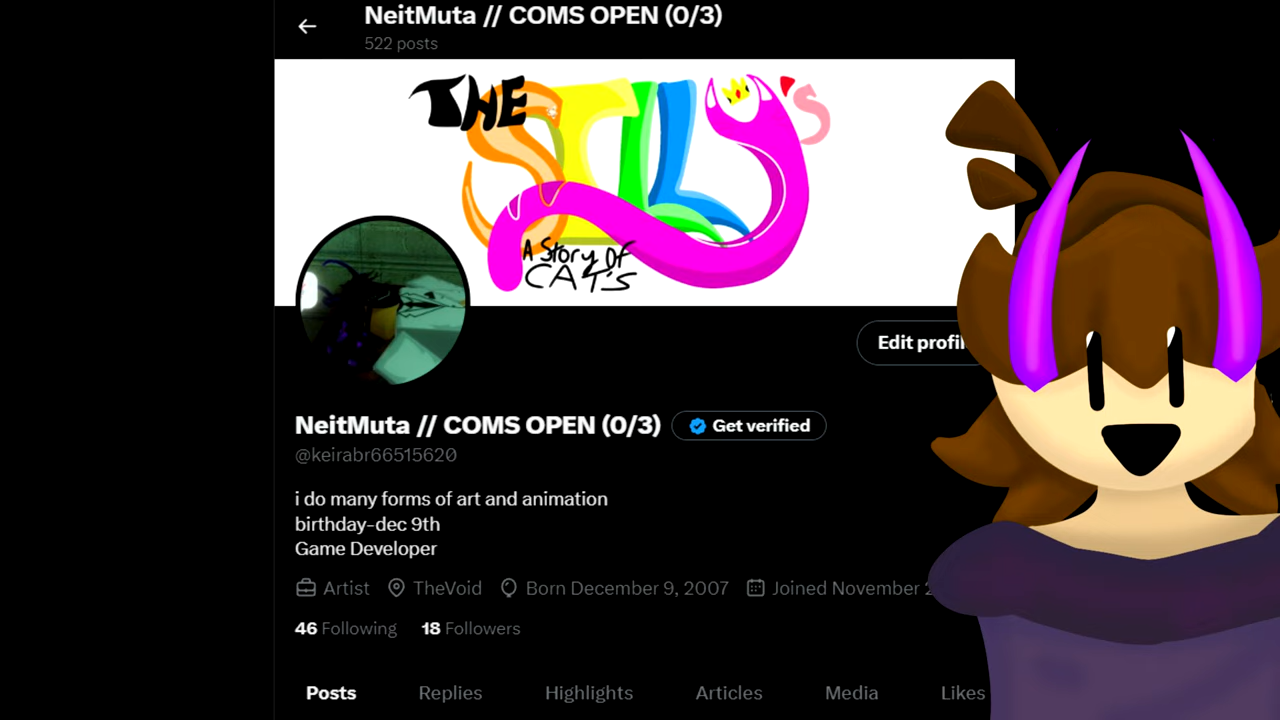 NeitMuta // COMS OPEN (0/3)
522 posts
THE SILLY'S
A Story Of
CAT'S
Edit profil
NeitMuta // COMS OPEN (0/3) Get verified
@keirabr66515620
i do many forms of art and animation
birthday-dec 9th
Game Developer
Artist TheVoid Born December 9, 2007 Joined November
46 Following 18 Followers
Posts Replies Highlights Articles Media Likes